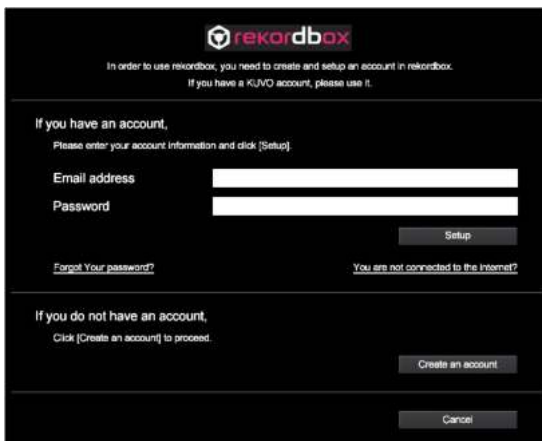 rekordbox
In order to use rekordbox, you need to create and setup an account in rekordbox.
If you have a KUVO account, please use it.
If you have an account,
Please enter your account information and click [Setup].
Email address
Password
Setup
Forgot Your password?
You are not connected to the Internet?
If you do not have an account,
Click [Create an account] to proceed.
Create an account
Cancel